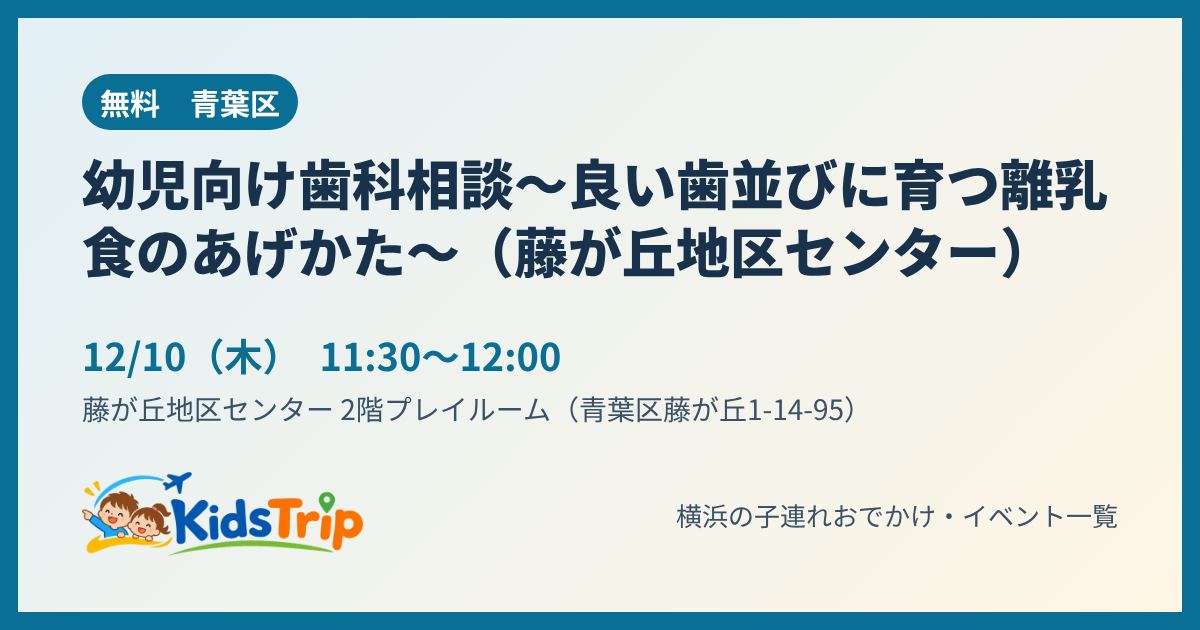 無料　青葉区
幼児向け歯科相談～良い歯並びに育つ離乳
食のあげかた～（藤が丘地区センター）
12/10（木）　11:30～12:00
藤が丘地区センター 2階プレイルーム（青葉区藤が丘1-14-95）
KidsTrip
横浜の子連れおでかけ・イベント一覧